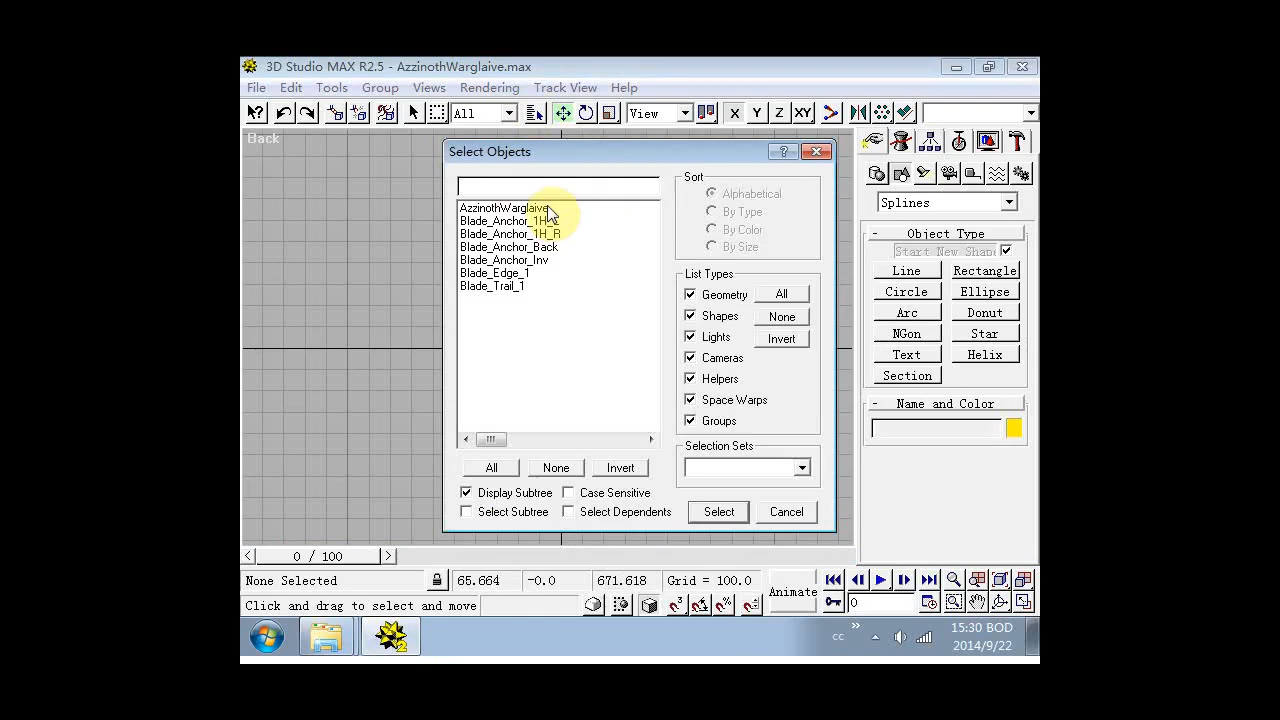 3D Studio MAX R2.5 - AzzinothWarglaive.max
File Edit Tools Group Views Rendering Track View Help
All View X Y Z XY
Back
Select Objects
AzzinothWarglaive
Blade_Anchor_1H_L
Blade_Anchor_1H_R
Blade_Anchor_Back
Blade_Anchor_Inv
Blade_Edge_1
Blade_Trail_1
All None Invert
Display Subtree Case Sensitive
Select Subtree Select Dependents
Sort
Alphabetical
By Type
By Color
By Size
List Types
Geometry All
Shapes None
Lights Invert
Cameras
Helpers
Space Warps
Groups
Selection Sets
Select Cancel
Splines
- Object Type
Start New Shape
Line Rectangle
Circle Ellipse
Arc Donut
NGon Star
Text Helix
Section
- Name and Color
0 / 100
None Selected 65.664 -0.0 671.618 Grid = 100.0
Animate
0
Click and drag to select and move
CC
15:30 BOD
2014/9/22